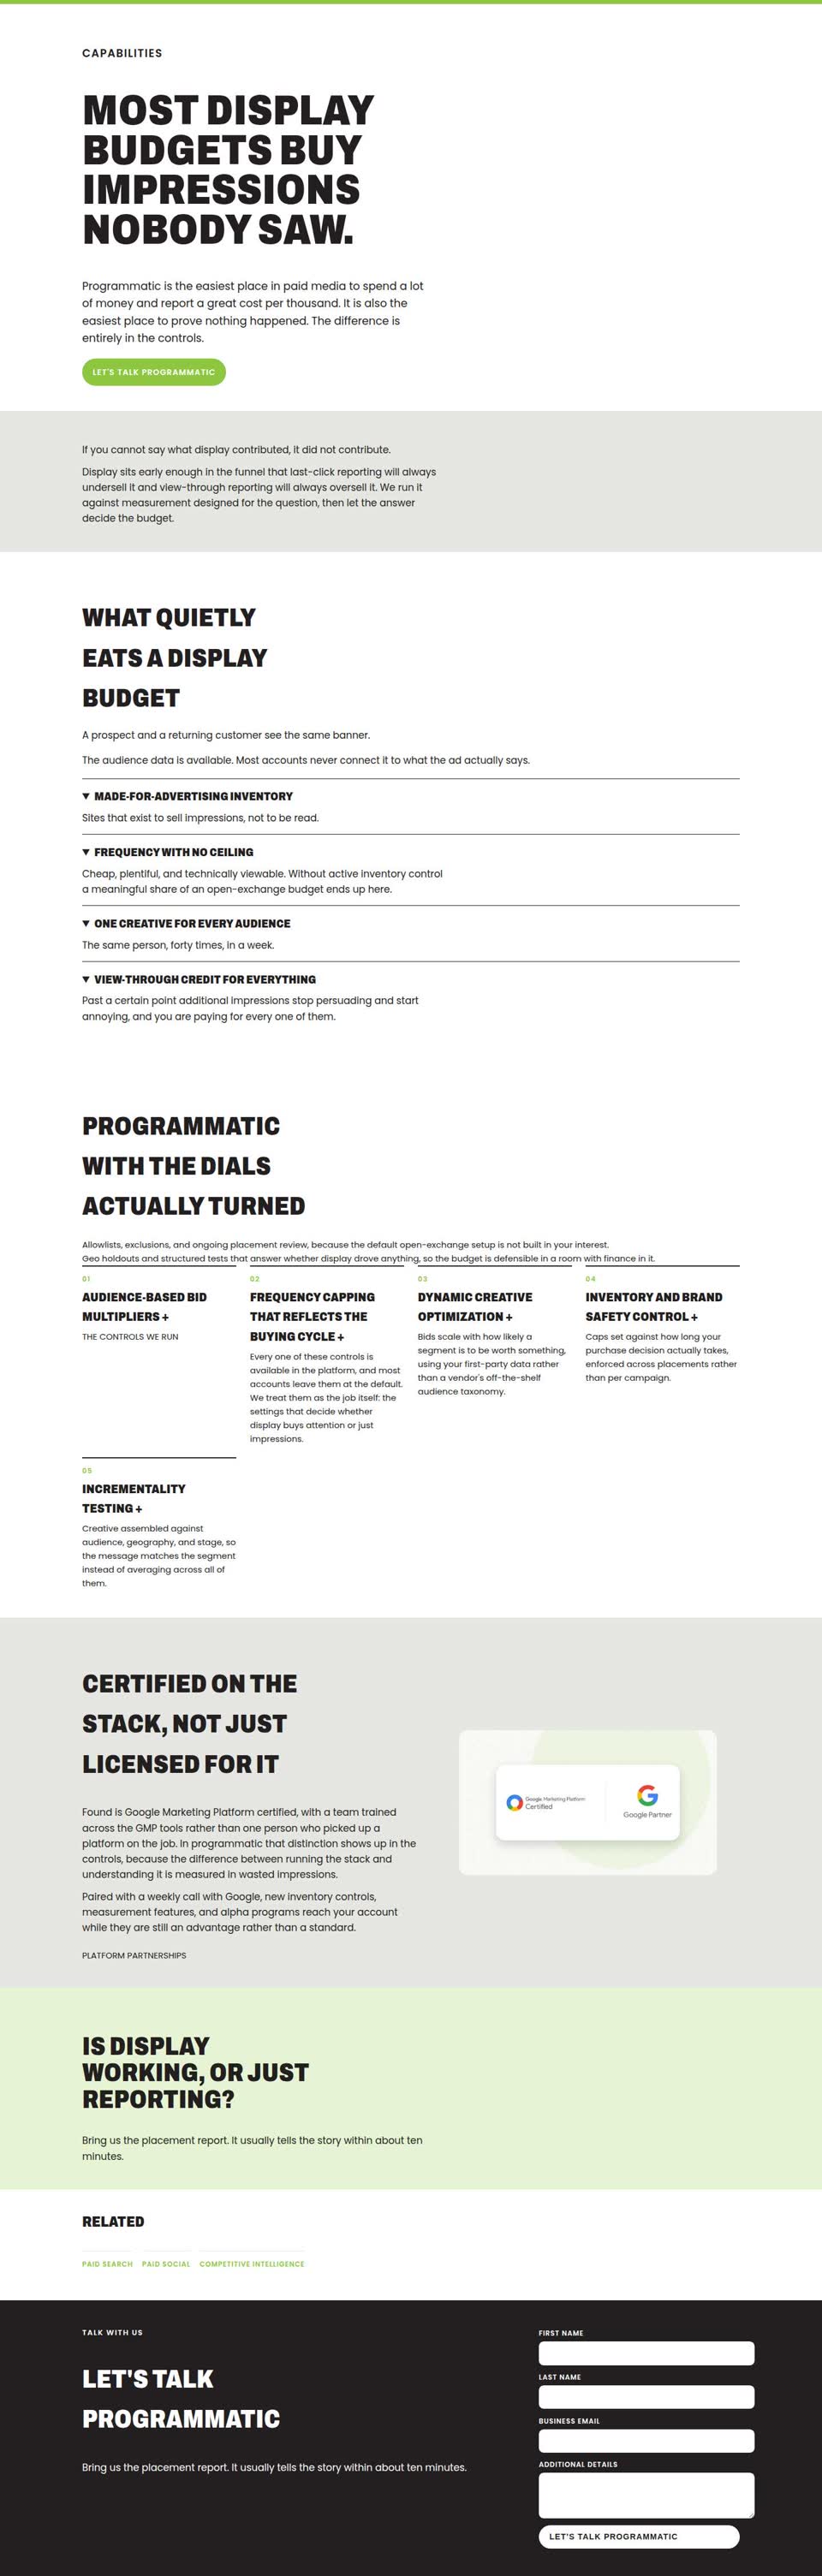 CAPABILITIES
MOST DISPLAY
BUDGETS BUY
IMPRESSIONS
NOBODY SAW.
Programmatic is the easiest place in paid media to spend a lot
of money and report a great cost per thousand. It is also the
easiest place to prove nothing happened. The difference is
entirely in the controls.
LET'S TALK PROGRAMMATIC
If you cannot say what display contributed, it did not contribute.
Display sits early enough in the funnel that last-click reporting will always
undersell it and view-through reporting will always oversell it. We run it
against measurement designed for the question, then let the answer
decide the budget.
WHAT QUIETLY
EATS A DISPLAY
BUDGET
A prospect and a returning customer see the same banner.
The audience data is available. Most accounts never connect it to what the ad actually says.
▼ MADE-FOR-ADVERTISING INVENTORY
Sites that exist to sell impressions, not to be read.
▼ FREQUENCY WITH NO CEILING
Cheap, plentiful, and technically viewable. Without active inventory control
a meaningful share of an open-exchange budget ends up here.
▼ ONE CREATIVE FOR EVERY AUDIENCE
The same person, forty times, in a week.
▼ VIEW-THROUGH CREDIT FOR EVERYTHING
Past a certain point additional impressions stop persuading and start
annoying, and you are paying for every one of them.
PROGRAMMATIC
WITH THE DIALS
ACTUALLY TURNED
Allowlists, exclusions, and ongoing placement review, because the default open-exchange setup is not built in your interest.
Geo holdouts and structured tests that answer whether display drove anything, so the budget is defensible in a room with finance in it.
01
AUDIENCE-BASED BID
MULTIPLIERS +
THE CONTROLS WE RUN
02
FREQUENCY CAPPING
THAT REFLECTS THE
BUYING CYCLE +
Every one of these controls is
available in the platform, and most
accounts leave them at the default.
We treat them as the job itself: the
settings that decide whether
display buys attention or just
impressions.
03
DYNAMIC CREATIVE
OPTIMIZATION +
Bids scale with how likely a
segment is to be worth something,
using your first-party data rather
than a vendor's off-the-shelf
audience taxonomy.
04
INVENTORY AND BRAND
SAFETY CONTROL +
Caps set against how long your
purchase decision actually takes,
enforced across placements rather
than per campaign.
05
INCREMENTALITY
TESTING +
Creative assembled against
audience, geography, and stage, so
the message matches the segment
instead of averaging across all of
them.
CERTIFIED ON THE
STACK, NOT JUST
LICENSED FOR IT
Found is Google Marketing Platform certified, with a team trained
across the GMP tools rather than one person who picked up a
platform on the job. In programmatic that distinction shows up in the
controls, because the difference between running the stack and
understanding it is measured in wasted impressions.
Paired with a weekly call with Google, new inventory controls,
measurement features, and alpha programs reach your account
while they are still an advantage rather than a standard.
PLATFORM PARTNERSHIPS
Google Marketing Platform
Certified
Google Partner
IS DISPLAY
WORKING, OR JUST
REPORTING?
Bring us the placement report. It usually tells the story within about ten
minutes.
RELATED
PAID SEARCH PAID SOCIAL COMPETITIVE INTELLIGENCE
TALK WITH US
LET'S TALK
PROGRAMMATIC
Bring us the placement report. It usually tells the story within about ten minutes.
FIRST NAME
LAST NAME
BUSINESS EMAIL
ADDITIONAL DETAILS
LET'S TALK PROGRAMMATIC